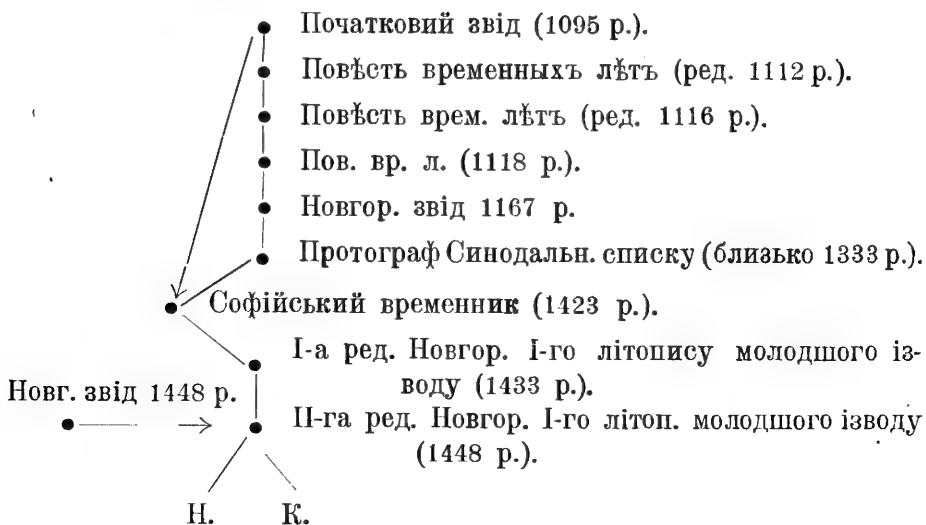 Початковий звід (1095 р.).
Повѣсть временныхъ лѣтъ (ред. 1112 р.).
Повѣсть врем. лѣтъ (ред. 1116 р.).
Пов. вр. л. (1118 р.).
Новгор. звід 1167 р.
Протограф Синодальн. списку (близько 1333 р.).
Софійський временник (1423 р.).
І-а ред. Новгор. І-го літопису молодшого із-
воду (1433 р.).
Новг. звід 1448 р.
ІІ-га ред. Новгор. І-го літоп. молодшого ізводу
(1448 р.).
Н. К.